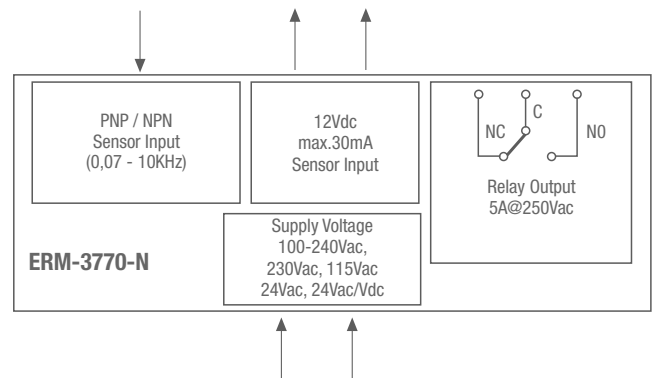 PNP / NPN
Sensor Input
(0,07 - 10KHz)
12Vdc
max.30mA
Sensor Input
C
NC
N0
Relay Output
5A@250Vac
Supply Voltage
100-240Vac,
230Vac, 115Vac
24Vac, 24Vac/Vdc
ERM-3770-N